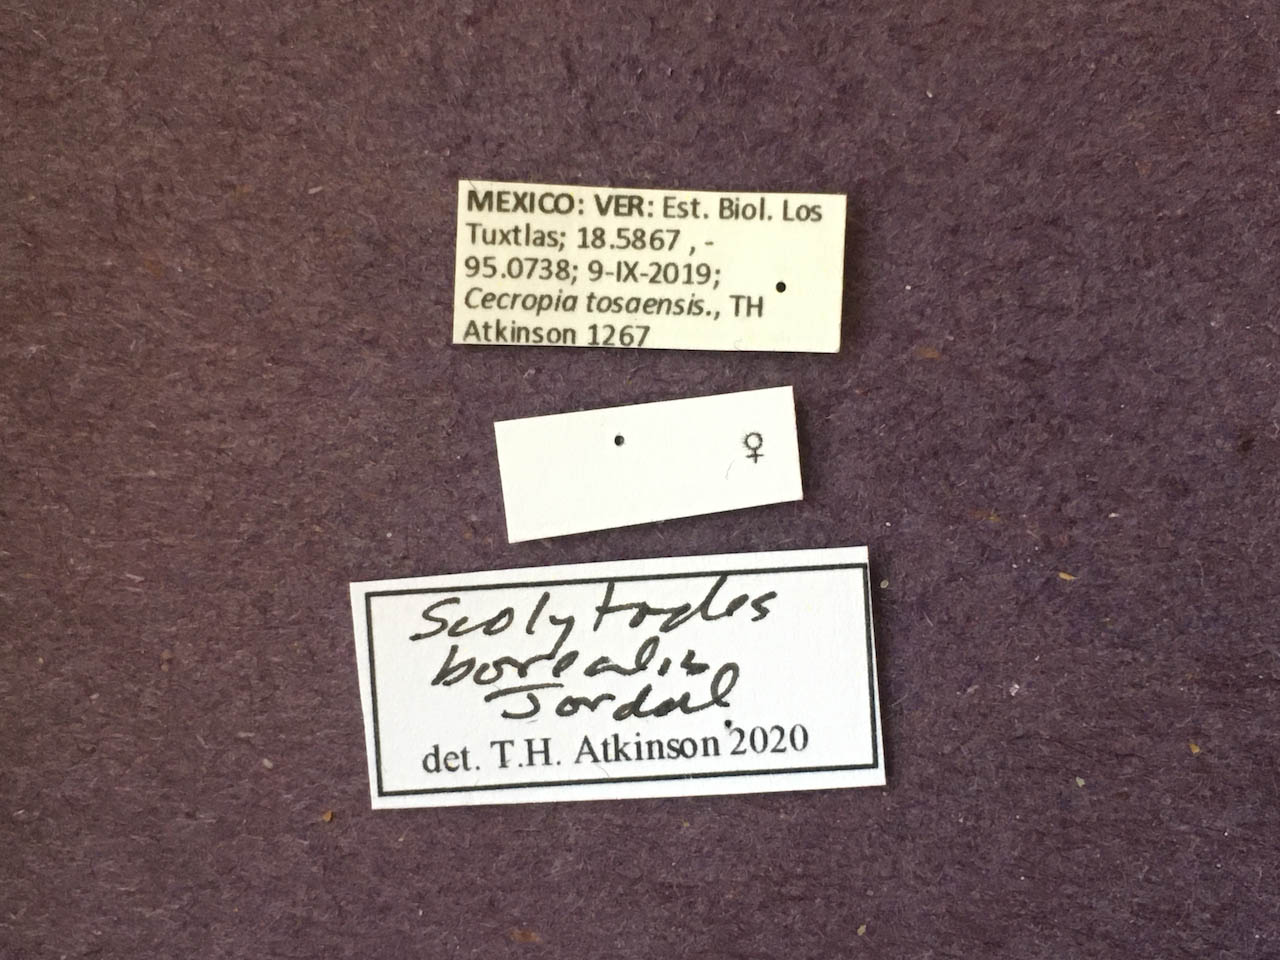 MEXICO: VER: Est. Biol. Los
Tuxtlas; 18.5867 , -
95.0738; 9-IX-2019;
Cecropia tosaensis., TH
Atkinson 1267
♀
Scolytodes
borealis
Jordal
det. T.H. Atkinson 2020